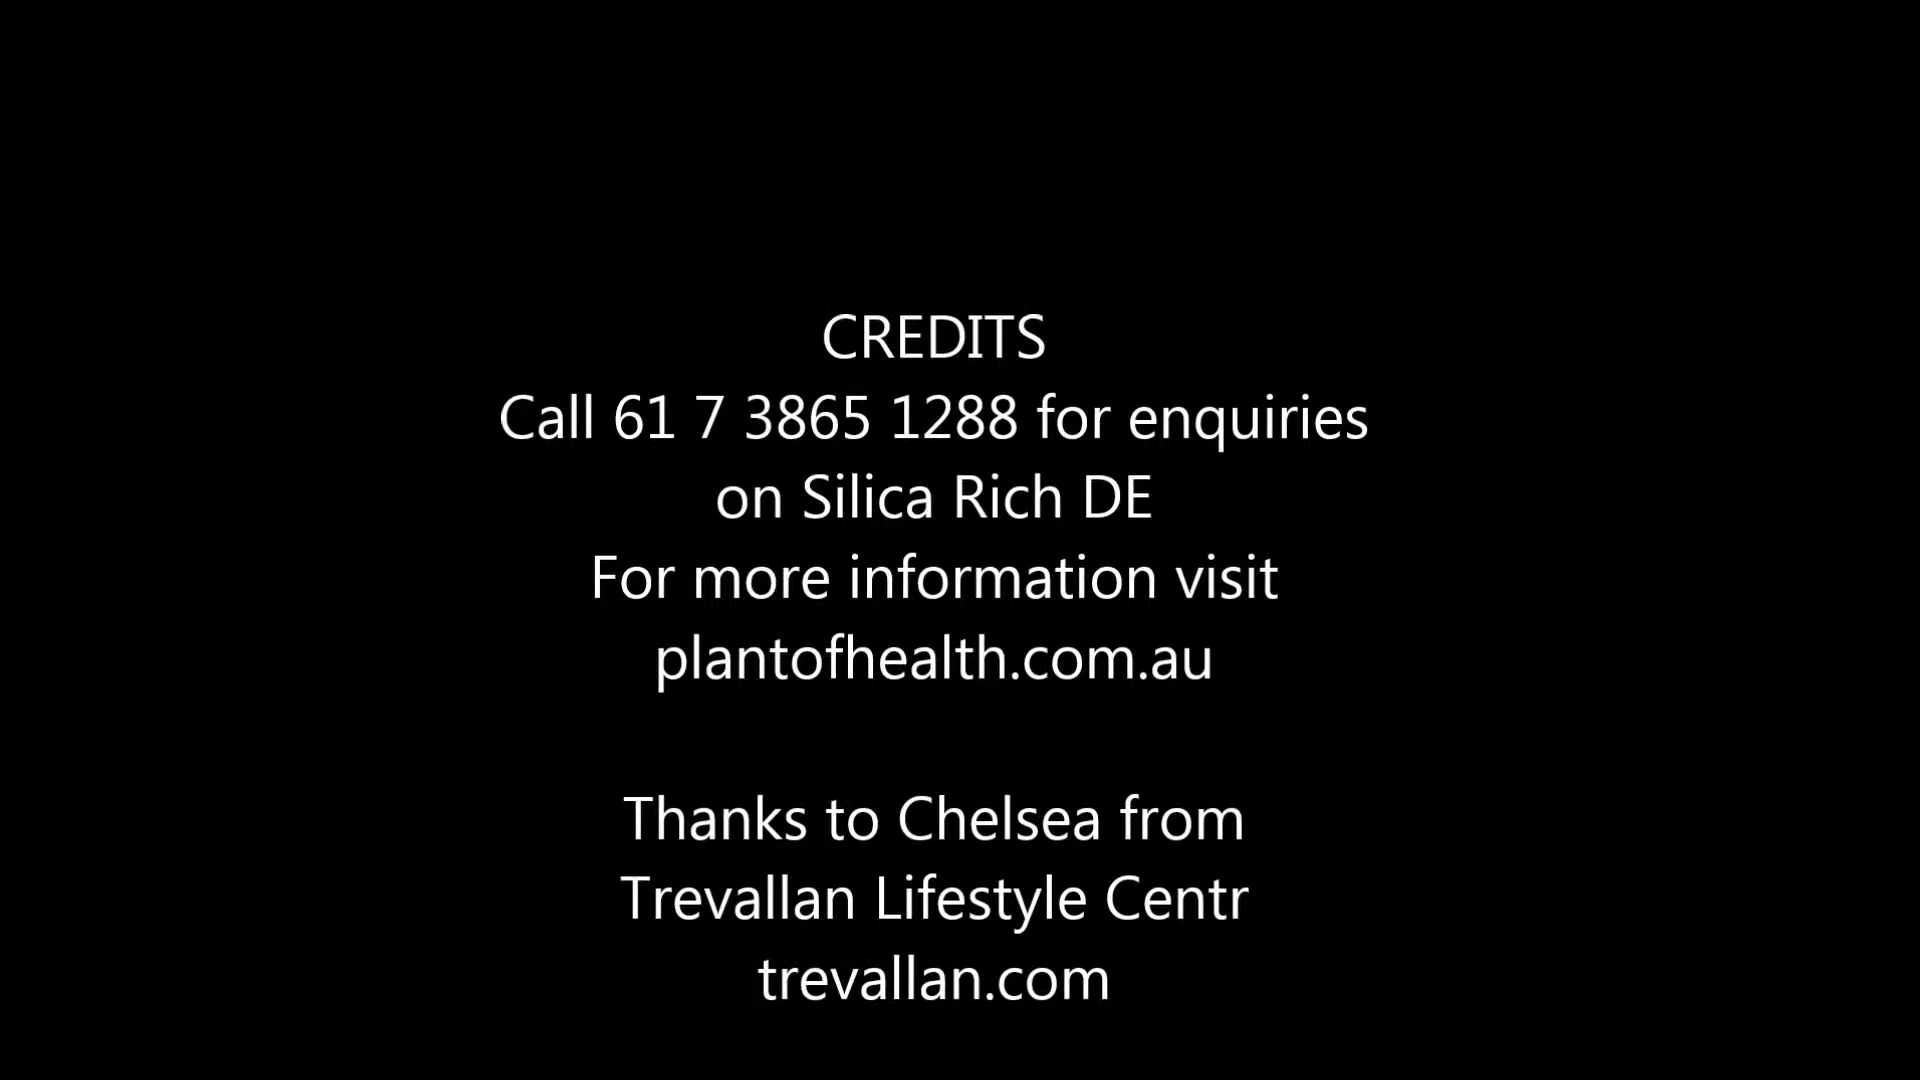 CREDITS
Call 61 7 3865 1288 for enquiries
on Silica Rich DE
For more information visit
plantofhealth.com.au
Thanks to Chelsea from
Trevallan Lifestyle Centr
trevallan.com